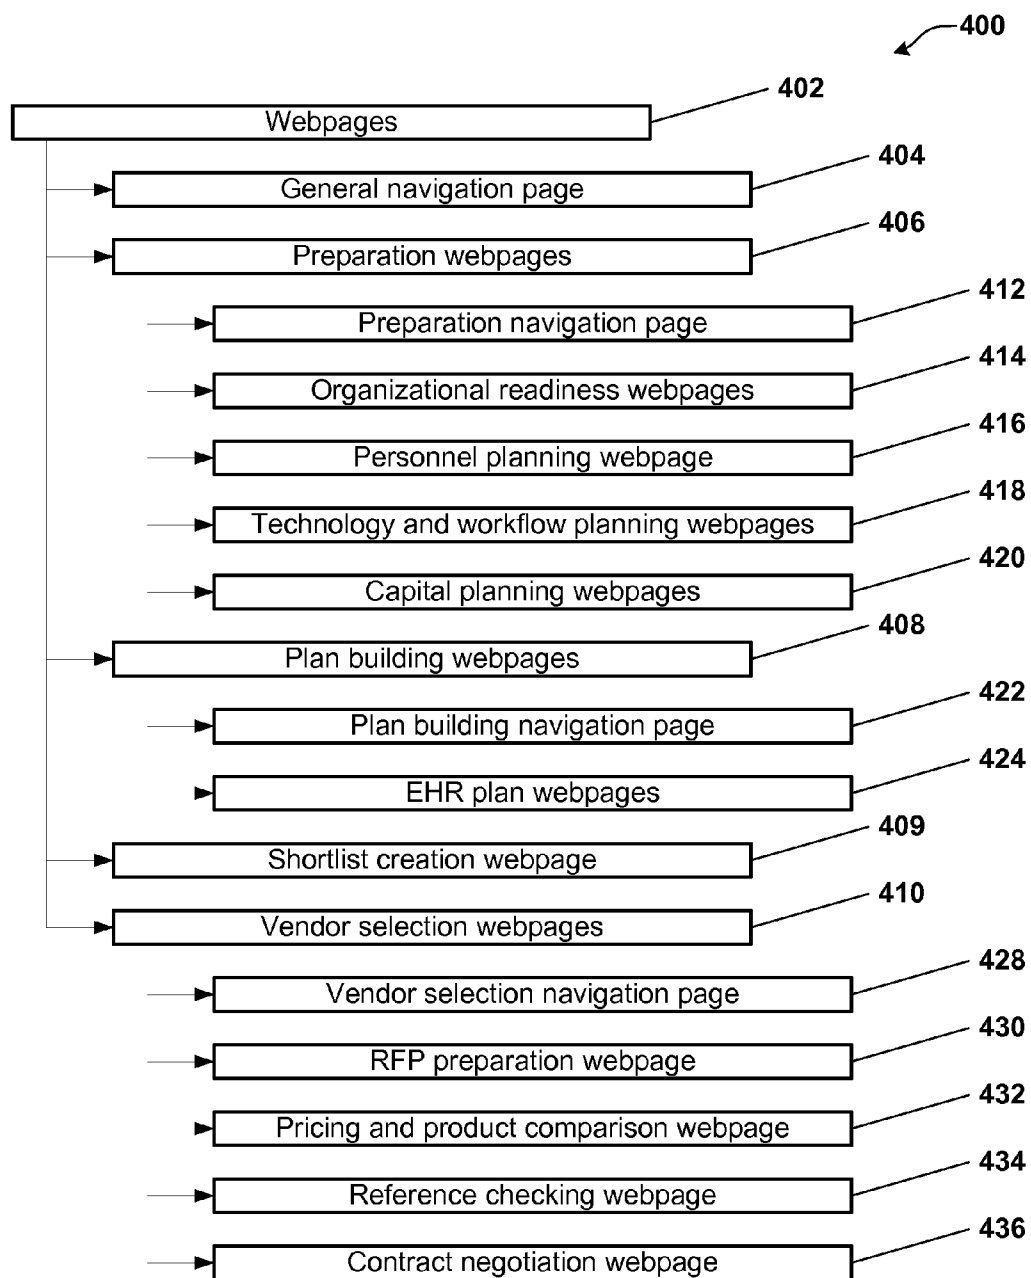 400
402
Webpages
404
General navigation page
406
Preparation webpages
412
Preparation navigation page
414
Organizational readiness webpages
416
Personnel planning webpage
418
Technology and workflow planning webpages
420
Capital planning webpages
408
Plan building webpages
422
Plan building navigation page
424
EHR plan webpages
409
Shortlist creation webpage
410
Vendor selection webpages
428
Vendor selection navigation page
430
RFP preparation webpage
432
Pricing and product comparison webpage
434
Reference checking webpage
436
Contract negotiation webpage